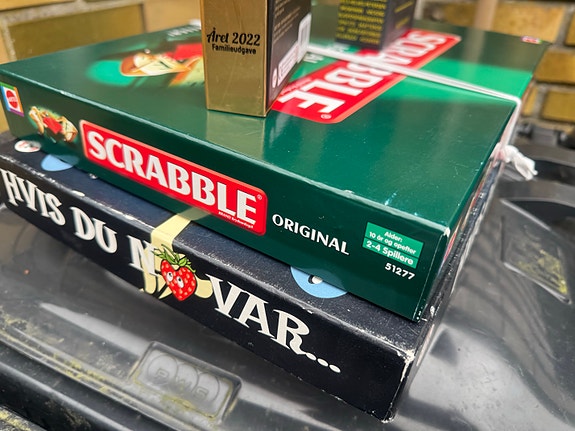 Året 2022
Familieudgave
SCRABBLE
SCRABBLE
ORIGINAL
Alder:
10 år og opefter
2-4 Spillere
51277
HVIS DU N VAR...